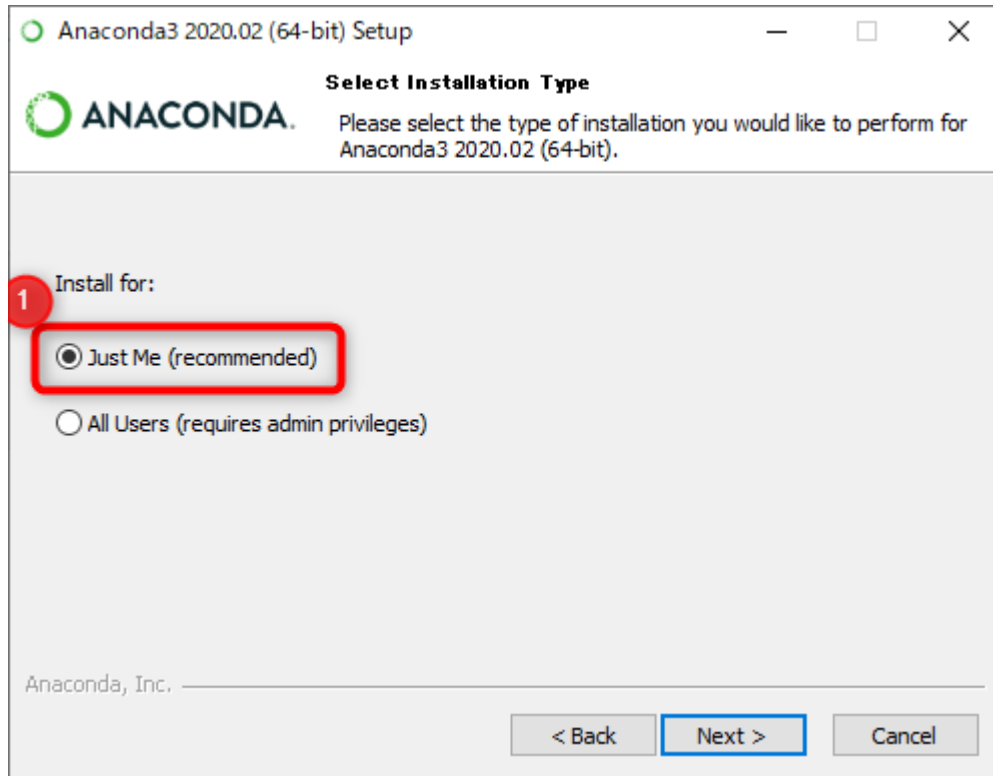 Anaconda3 2020.02 (64-bit) Setup
ANACONDA.
Select Installation Type
Please select the type of installation you would like to perform for
Anaconda3 2020.02 (64-bit).
Install for:
1
Just Me (recommended)
All Users (requires admin privileges)
Anaconda, Inc.
< Back
Next >
Cancel